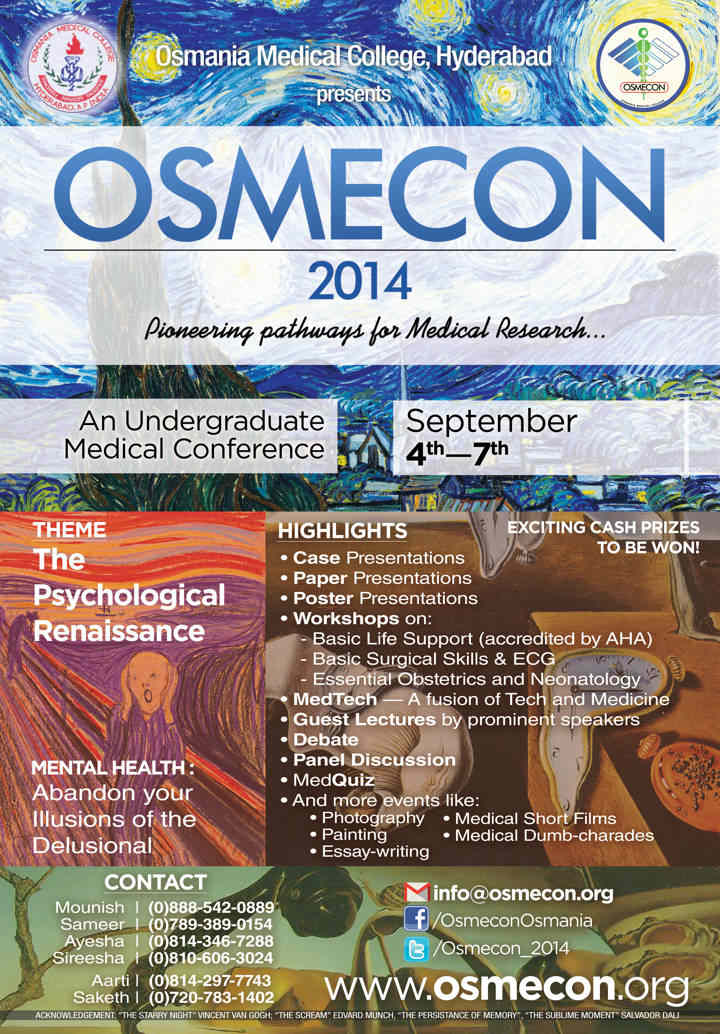 OSMANIA MEDICAL COLLEGE
HYDERABAD, A.P. INDIA
Osmania Medical College, Hyderabad
presents
OSMECON
OSMECON
2014
Pioneering pathways for Medical Research...
An Undergraduate
Medical Conference
September
4th—7th
THEME
The
Psychological
Renaissance
MENTAL HEALTH :
Abandon your
Illusions of the
Delusional
HIGHLIGHTS
EXCITING CASH PRIZES
TO BE WON!
• Case Presentations
• Paper Presentations
• Poster Presentations
• Workshops on:
- Basic Life Support (accredited by AHA)
- Basic Surgical Skills & ECG
- Essential Obstetrics and Neonatology
• MedTech — A fusion of Tech and Medicine
• Guest Lectures by prominent speakers
• Debate
• Panel Discussion
• MedQuiz
• And more events like:
• Photography • Medical Short Films
• Painting • Medical Dumb-charades
• Essay-writing
CONTACT
Mounish | (0)888-542-0889
Sameer | (0)789-389-0154
Ayesha | (0)814-346-7288
Sireesha | (0)810-606-3024
Aarti | (0)814-297-7743
Saketh | (0)720-783-1402
info@osmecon.org
/OsmeconOsmania
/Osmecon_2014
www.osmecon.org
ACKNOWLEDGEMENT: "THE STARRY NIGHT" VINCENT VAN GOGH; "THE SCREAM" EDVARD MUNCH, "THE PERSISTANCE OF MEMORY", "THE SUBLIME MOMENT" SALVADOR DALI